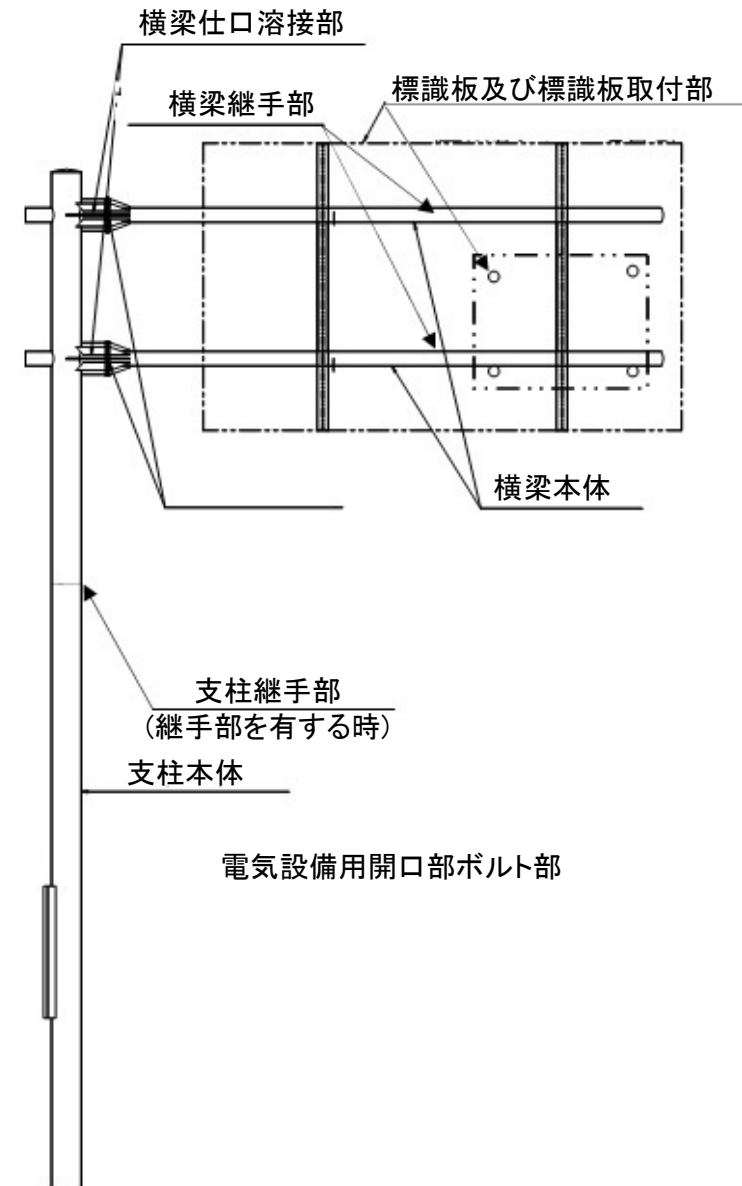 横梁仕口溶接部
標識板及び標識板取付部
横梁継手部
横梁本体
支柱継手部
(継手部を有する時)
支柱本体
電気設備用開口部ボルト部